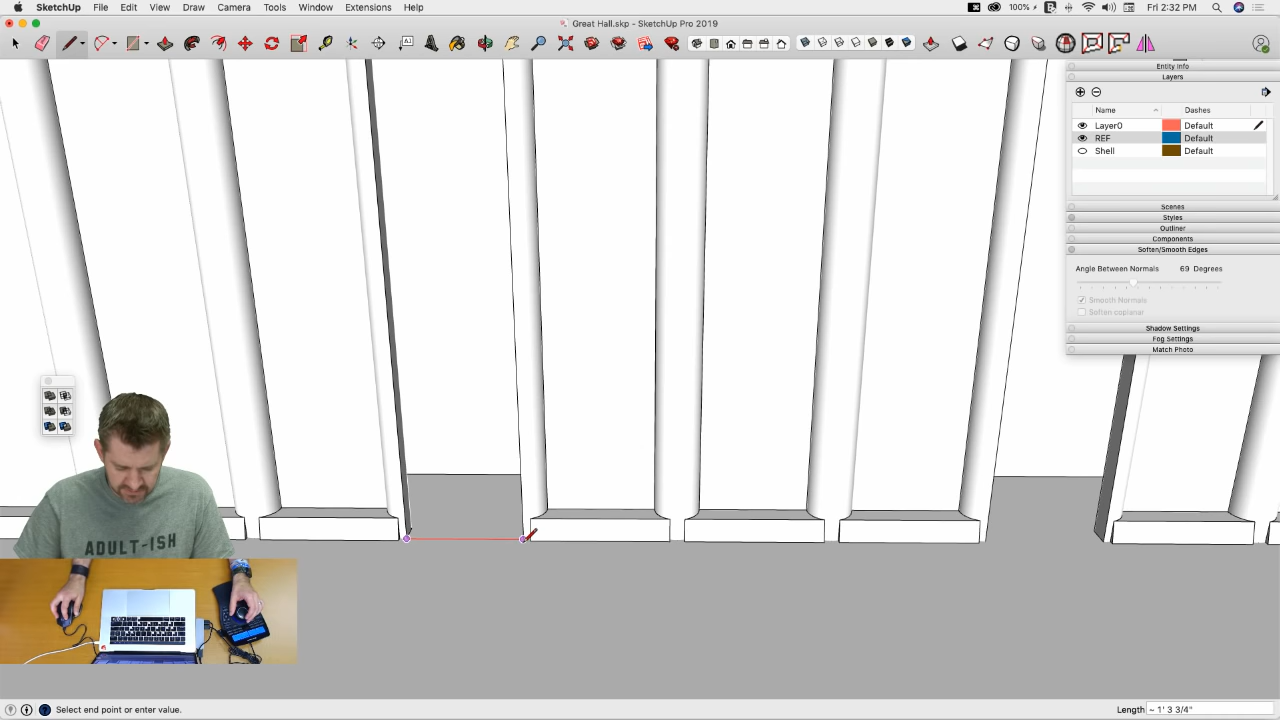 SketchUp File Edit View Draw Camera Tools Window Extensions Help
100% Fri 2:32 PM
Great Hall.skp - SketchUp Pro 2019
Entity Info
Layers
Name Dashes
Layer0 Default
REF Default
Shell Default
Scenes
Styles
Outliner
Components
Soften/Smooth Edges
Angle Between Normals 69 Degrees
Smooth Normals
Soften coplanar
Shadow Settings
Fog Settings
Match Photo
ADULT-ISH
Select end point or enter value.
Length ~ 1' 3 3/4"